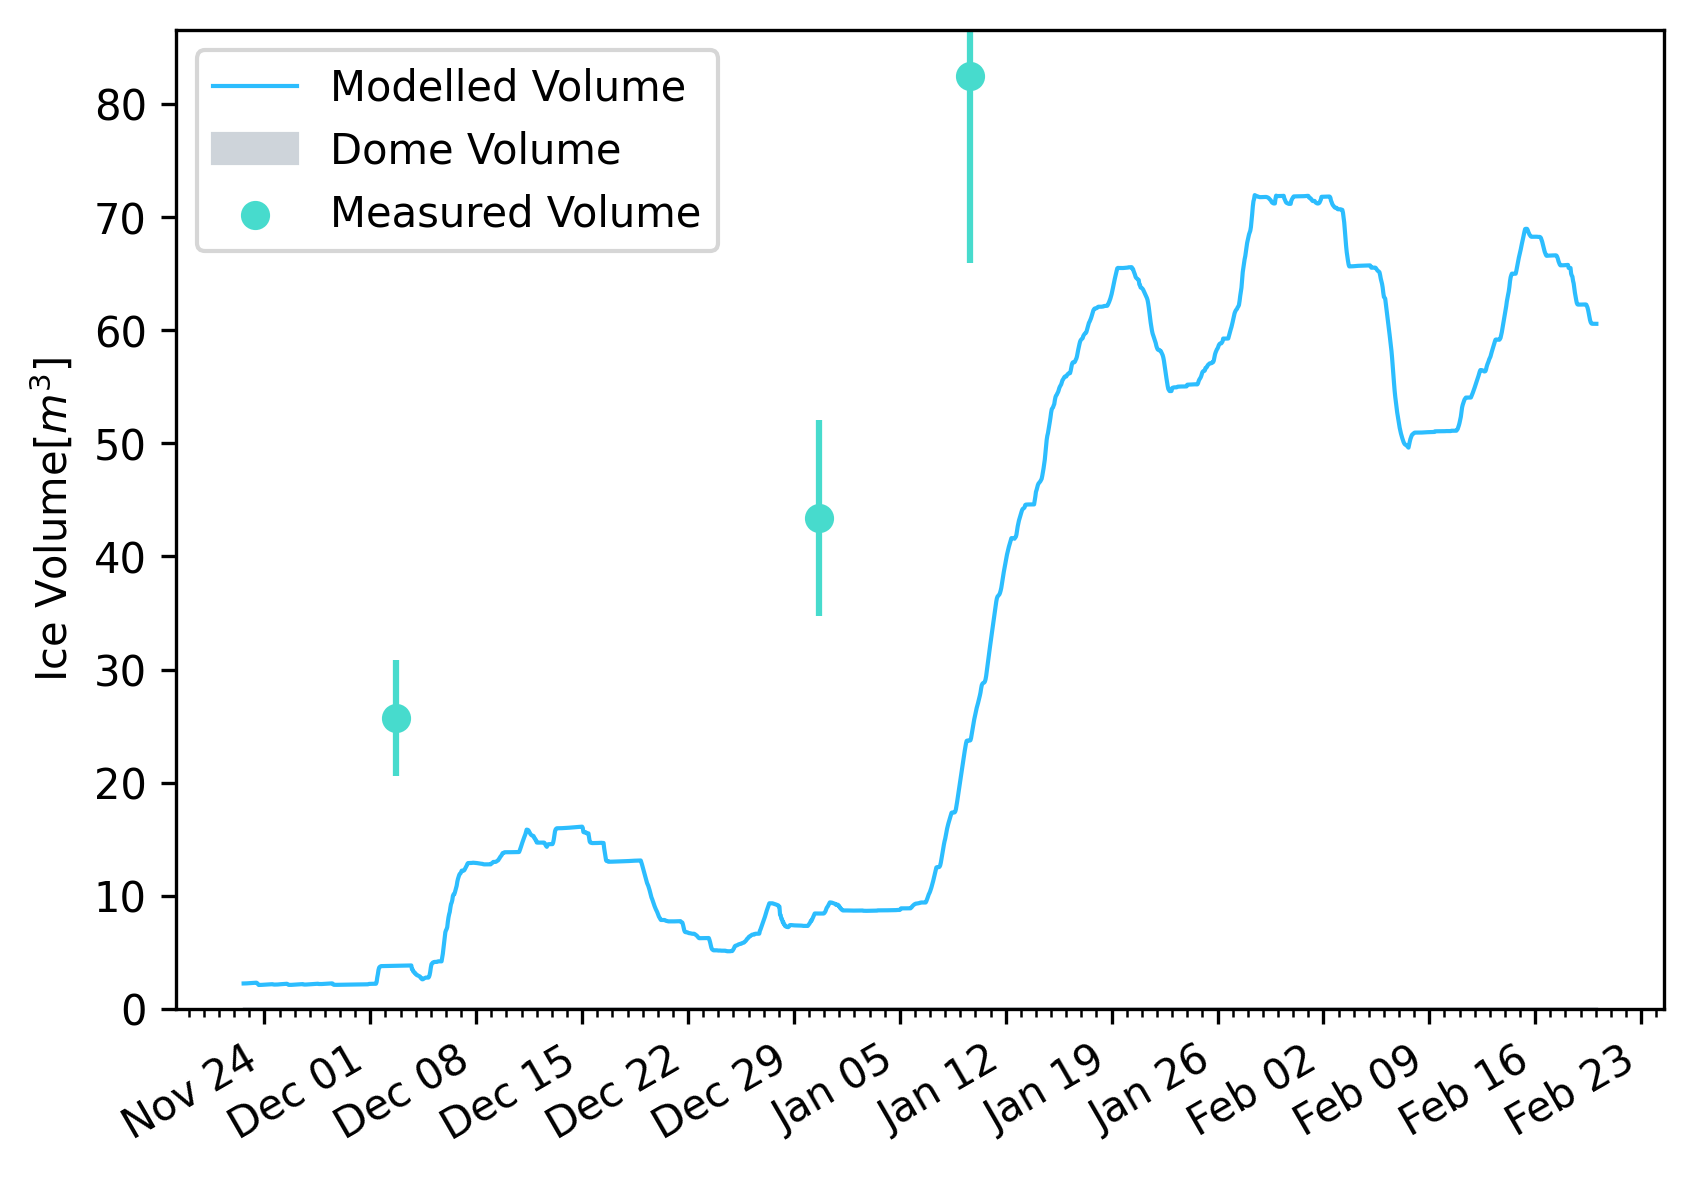 Modelled Volume
Dome Volume
Measured Volume
Ice Volume[m³]
80
70
60
50
40
30
20
10
0
Nov 24
Dec 01
Dec 08
Dec 15
Dec 22
Dec 29
Jan 05
Jan 12
Jan 19
Jan 26
Feb 02
Feb 09
Feb 16
Feb 23